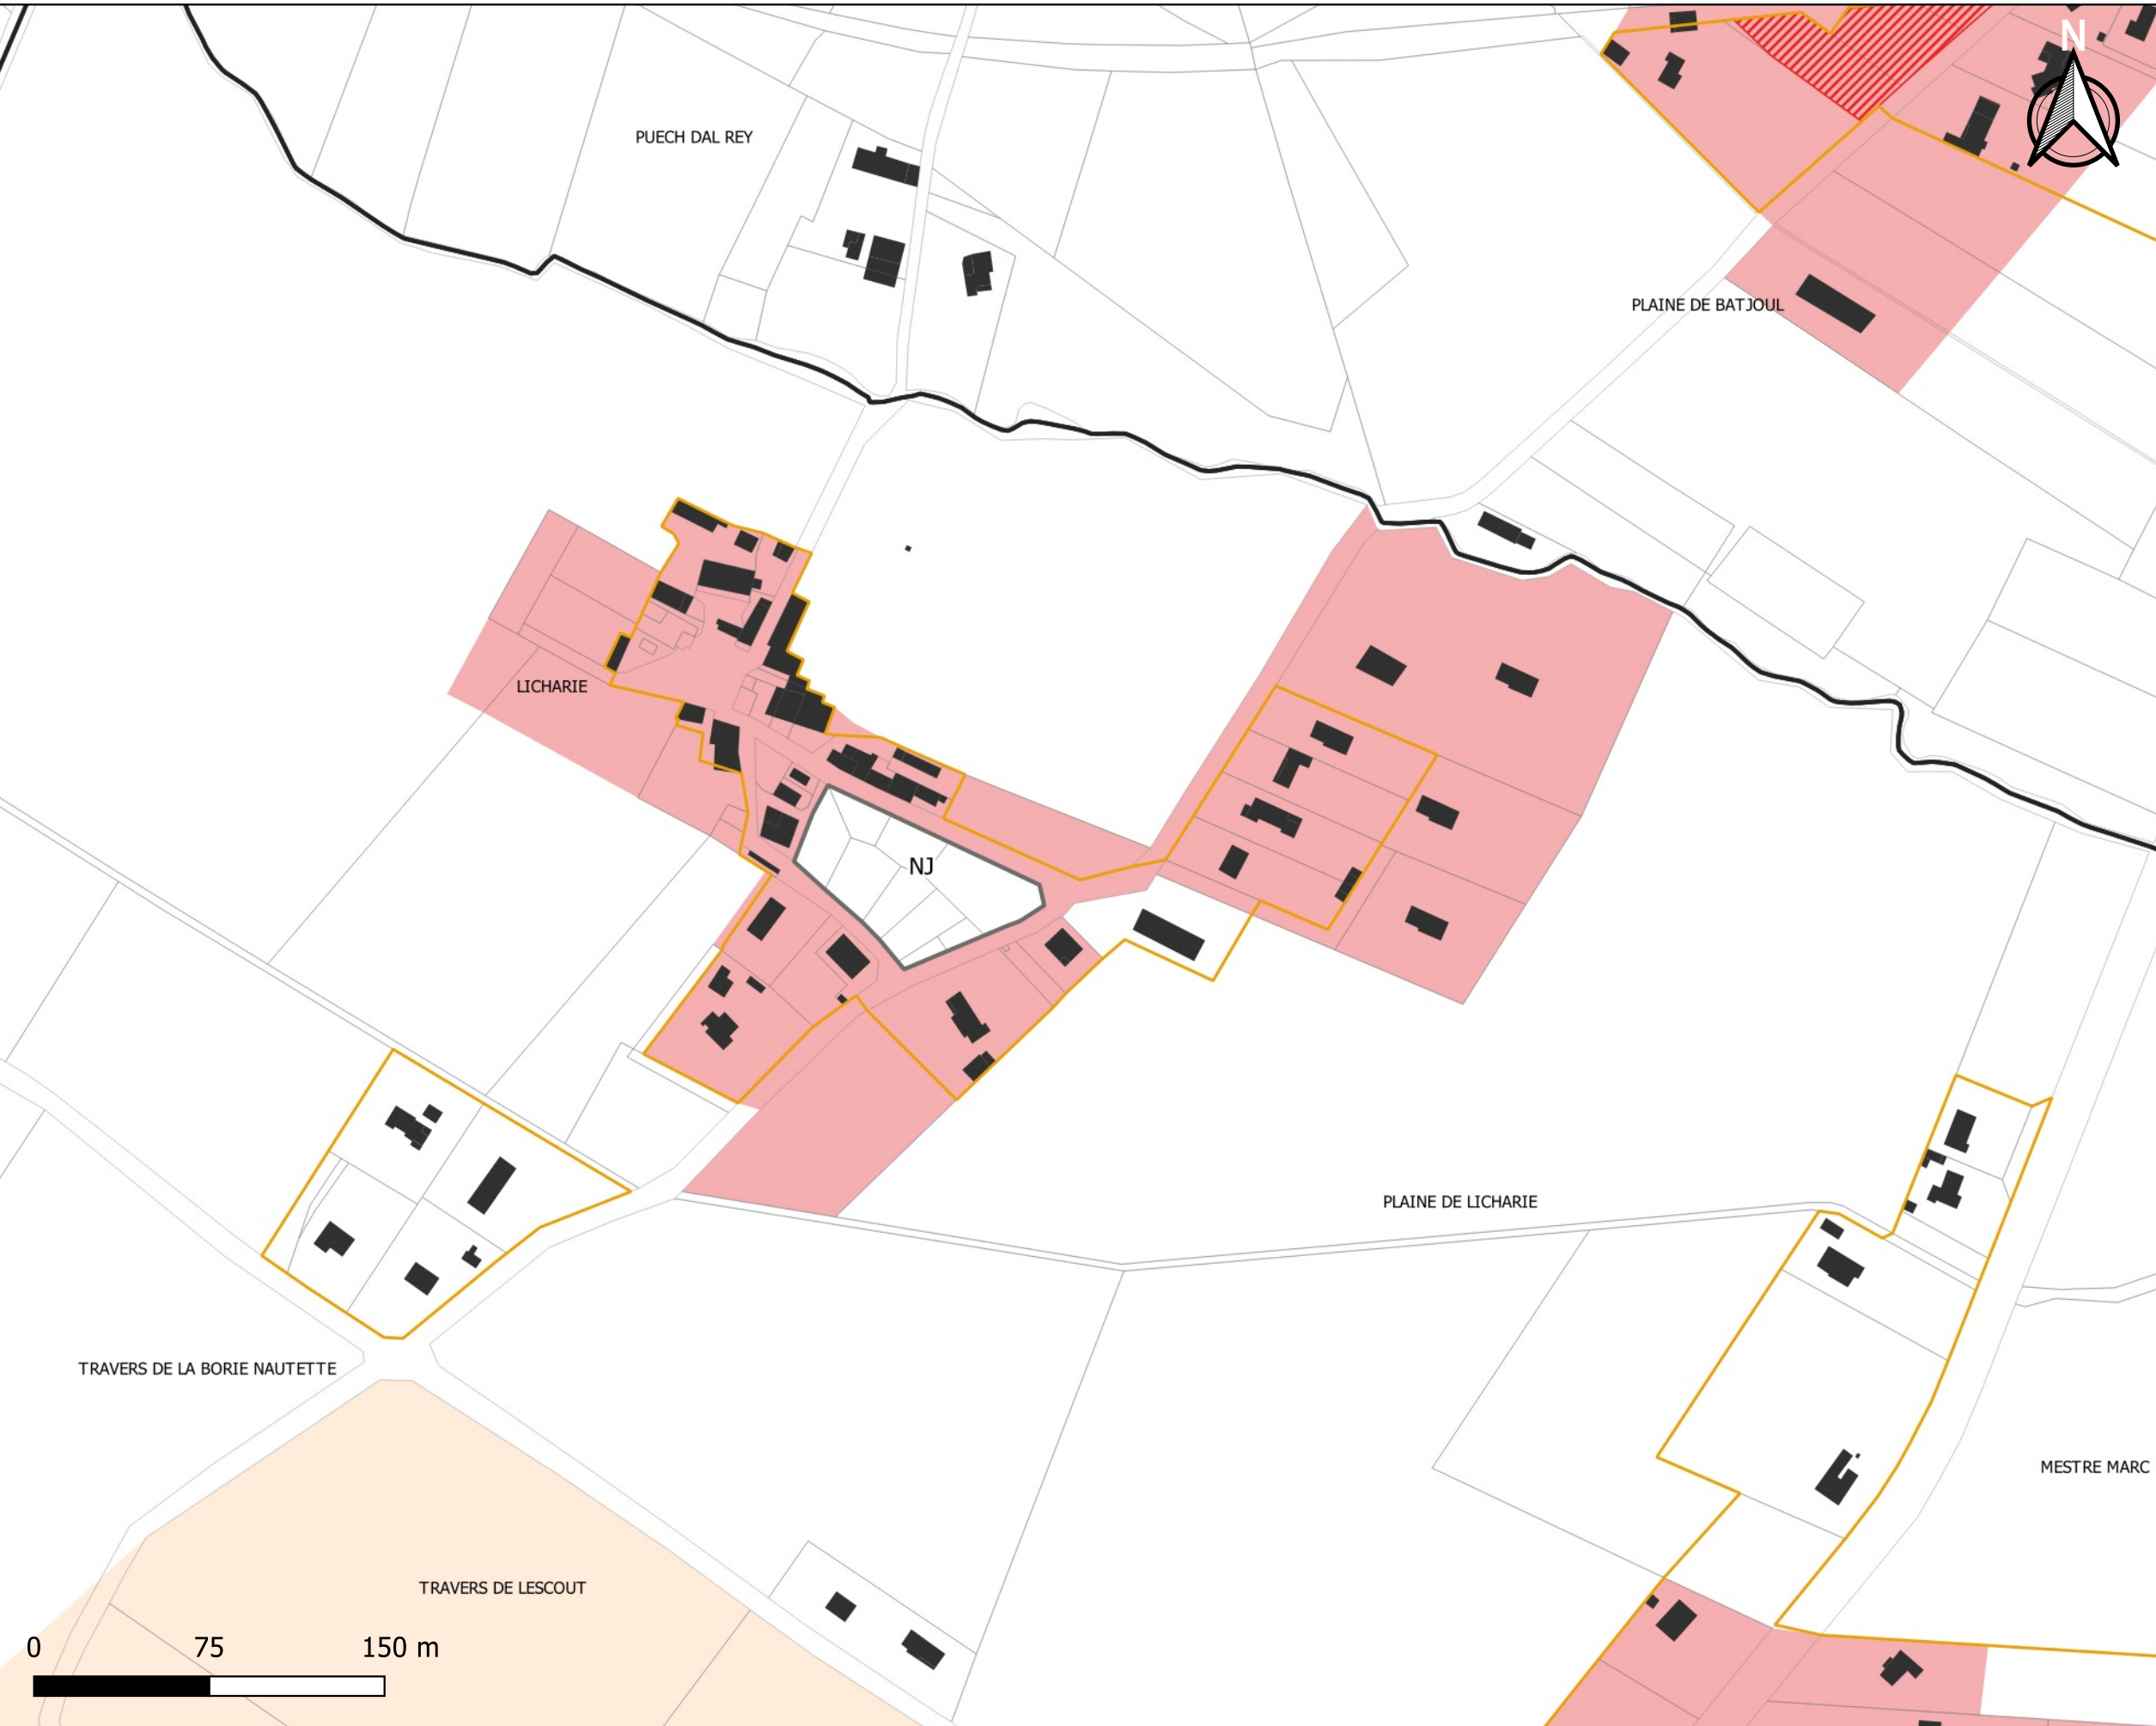 N
PUECH DAL REY
PLAINE DE BATJOUL
LICHARIE
NJ
PLAINE DE LICHARIE
TRAVERS DE LA BORIE NAUTETTE
MESTRE MARC
TRAVERS DE LESCOUT
0 75 150 m